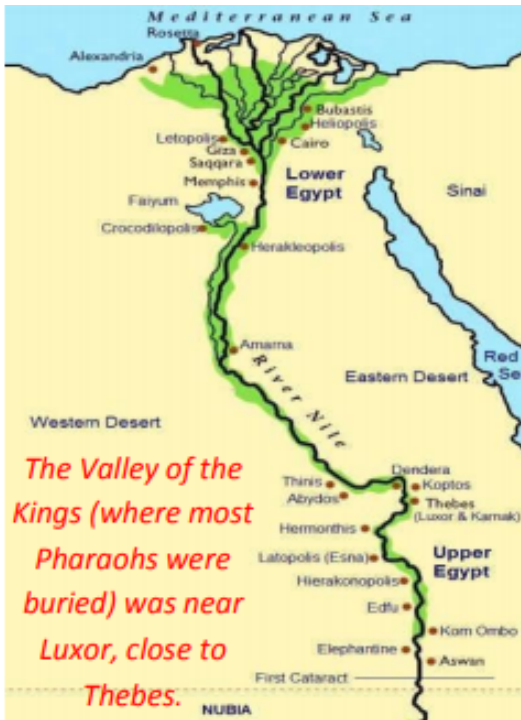 Mediterranean Sea
Rosetta
Alexandria
Bubastis
Heliopolis
Letopolis
Giza
Cairo
Saqqara
Lower
Egypt
Memphis
Sinai
Faiyum
Crocodilopolis
Herakleopolis
Amarna
River Nile
Red
Se
Eastern Desert
Western Desert
The Valley of the
Kings (where most
Pharaohs were
buried) was near
Luxor, close to
Thebes.
Dendera
Thinis
Koptos
Abydos
Thebes
(Luxor & Karnak)
Hermonthis
Latopolis (Esna)
Upper
Egypt
Hierakonopolis
Edfu
Kom Ombo
Elephantine
Aswan
First Cataract
NUBIA